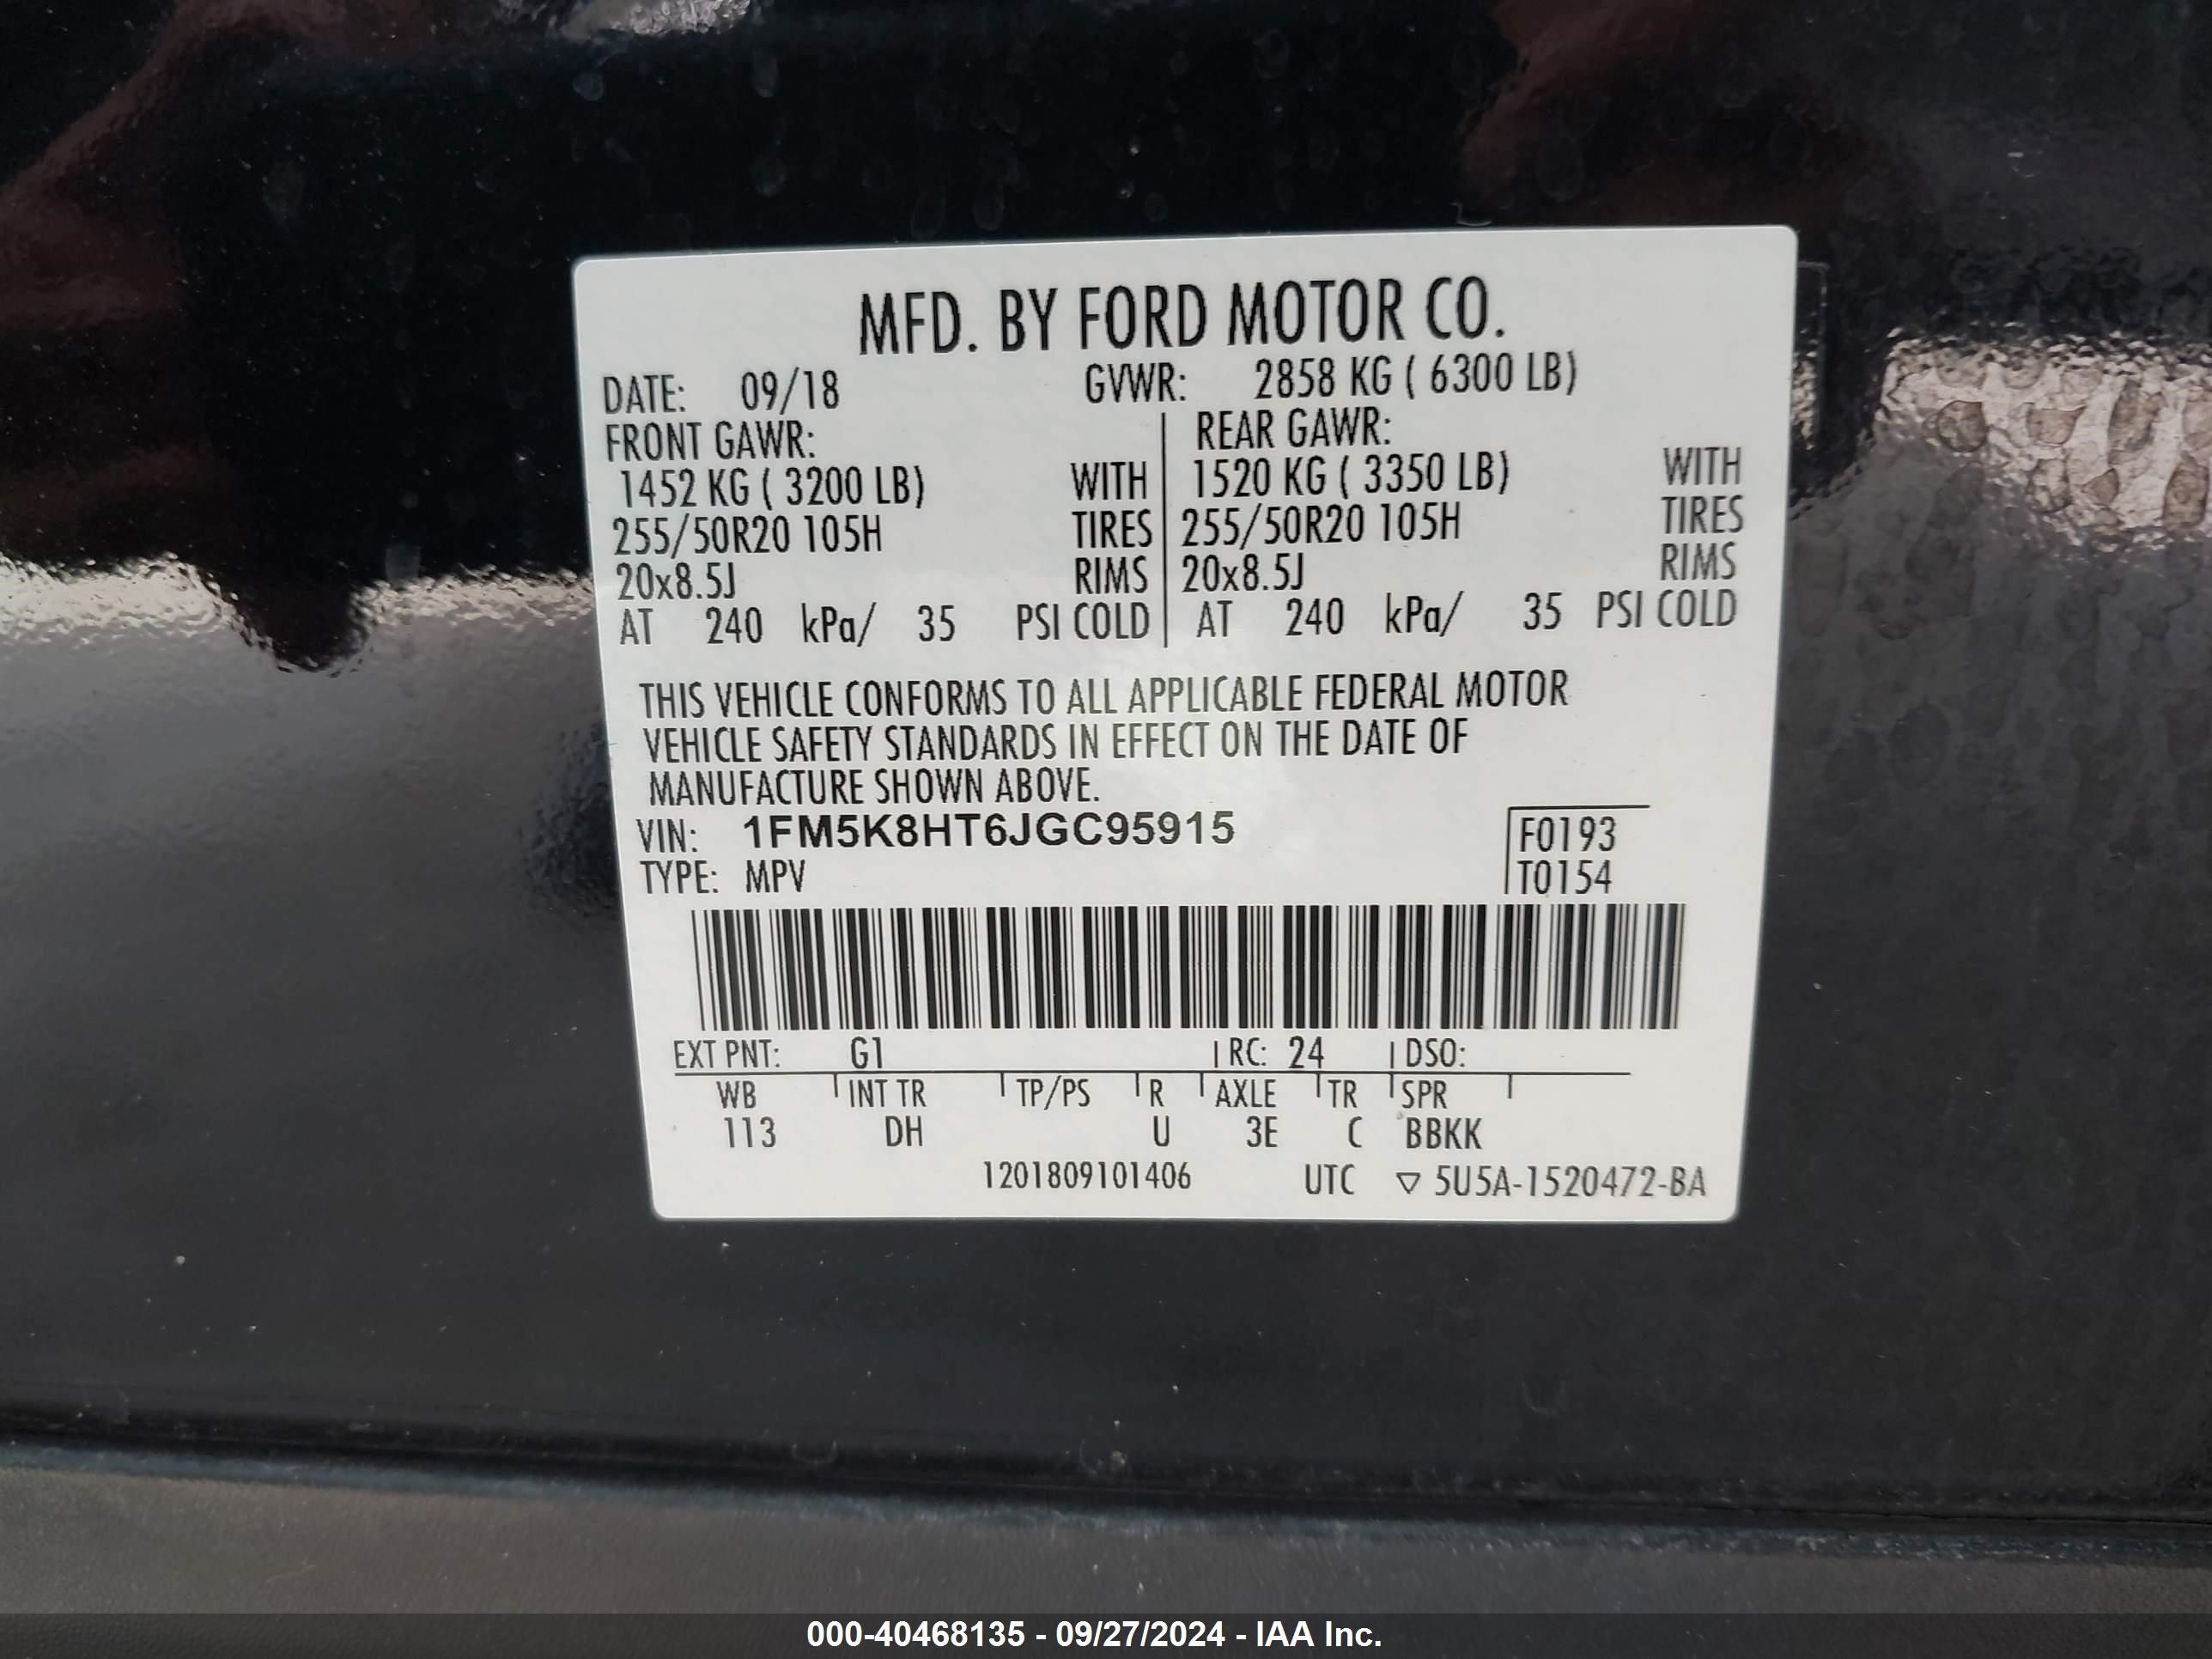 MFD. BY FORD MOTOR CO.
DATE: 09/18 GVWR: 2858 KG ( 6300 LB)
FRONT GAWR: REAR GAWR:
1452 KG ( 3200 LB) WITH 1520 KG ( 3350 LB) WITH
255/50R20 105H TIRES 255/50R20 105H TIRES
20x8.5J RIMS 20x8.5J RIMS
AT 240 kPa/ 35 PSI COLD AT 240 kPa/ 35 PSI COLD
THIS VEHICLE CONFORMS TO ALL APPLICABLE FEDERAL MOTOR
VEHICLE SAFETY STANDARDS IN EFFECT ON THE DATE OF
MANUFACTURE SHOWN ABOVE.
VIN: 1FM5K8HT6JGC95915 F0193
TYPE: MPV T0154
EXT PNT: G1 RC: 24 DSO:
WB INT TR TP/PS R AXLE TR SPR
113 DH U 3E C BBKK
1201809101406 UTC ▽ 5U5A-1520472-BA
000-40468135 - 09/27/2024 - IAA Inc.